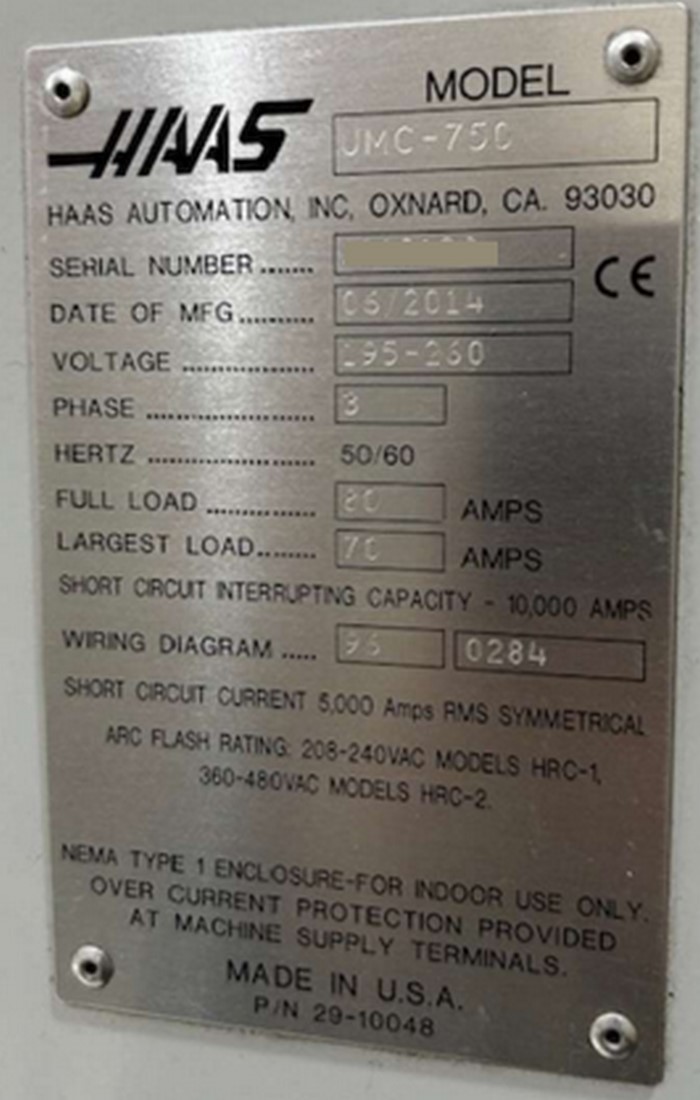 MODEL
HAAS UMC-750
HAAS AUTOMATION, INC, OXNARD, CA. 93030
SERIAL NUMBER .......
CE
DATE OF MFG.......... 06/2014
VOLTAGE .................. 195-260
PHASE ...................... 3
HERTZ ...................... 50/60
FULL LOAD .............. 80 AMPS
LARGEST LOAD........ 70 AMPS
SHORT CIRCUIT INTERRUPTING CAPACITY - 10,000 AMPS
WIRING DIAGRAM ..... 96 0284
SHORT CIRCUIT CURRENT 5,000 Amps RMS SYMMETRICAL
ARC FLASH RATING: 208-240VAC MODELS HRC-1,
360-480VAC MODELS HRC-2.
NEMA TYPE 1 ENCLOSURE-FOR INDOOR USE ONLY.
OVER CURRENT PROTECTION PROVIDED
AT MACHINE SUPPLY TERMINALS.
MADE IN U.S.A.
P/N 29-10048